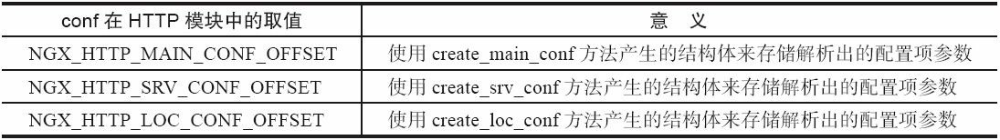 conf 在 HTTP 模块中的取值 意 义
NGX_HTTP_MAIN_CONF_OFFSET 使用 create_main_conf 方法产生的结构体来存储解析出的配置项参数
NGX_HTTP_SRV_CONF_OFFSET 使用 create_srv_conf 方法产生的结构体来存储解析出的配置项参数
NGX_HTTP_LOC_CONF_OFFSET 使用 create_loc_conf 方法产生的结构体来存储解析出的配置项参数